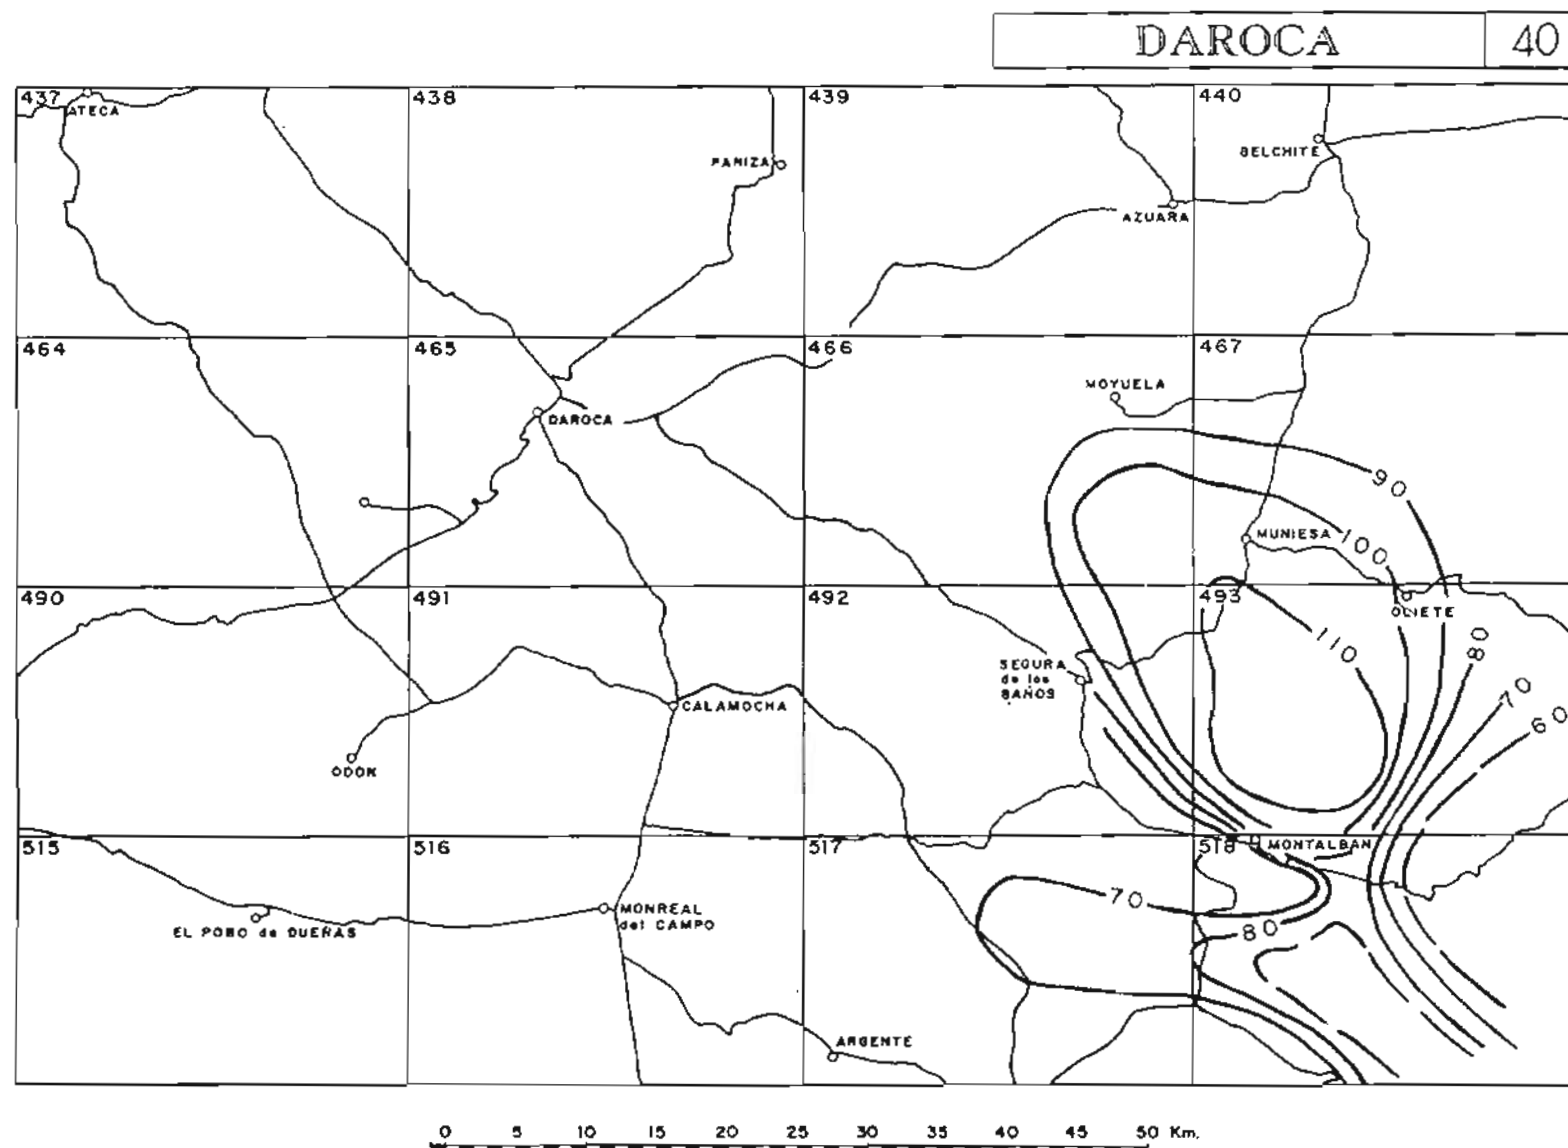 DAROCA 40
437 438 439 440
ATECA
PANIZA
BELCHITE
AZUARA
464 465 466 467
MOYUELA
DAROCA
90
MUNIESA
100
490 491 492 493
OLIETE
110
80
SEGURA
de los
BAÑOS
70
60
CALAMOCHA
ODON
515 516 517 518
MONTALBAN
70
MONREAL
del CAMPO
EL POBO de DUEÑAS
80
ARGENTE
0 5 10 15 20 25 30 35 40 45 50 Km.